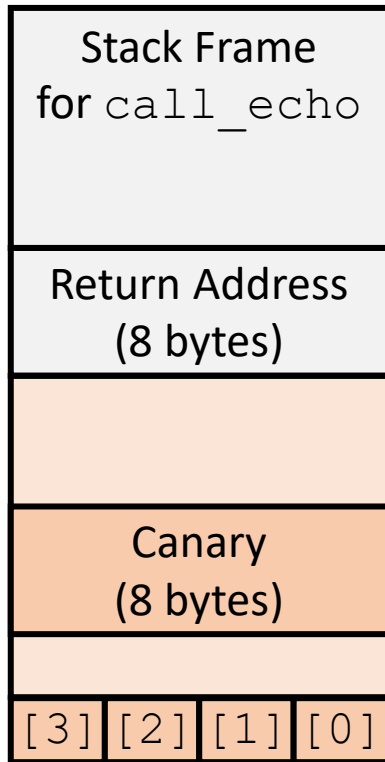 Stack Frame
for call_echo
Return Address
(8 bytes)
Canary
(8 bytes)
[3] [2] [1] [0]